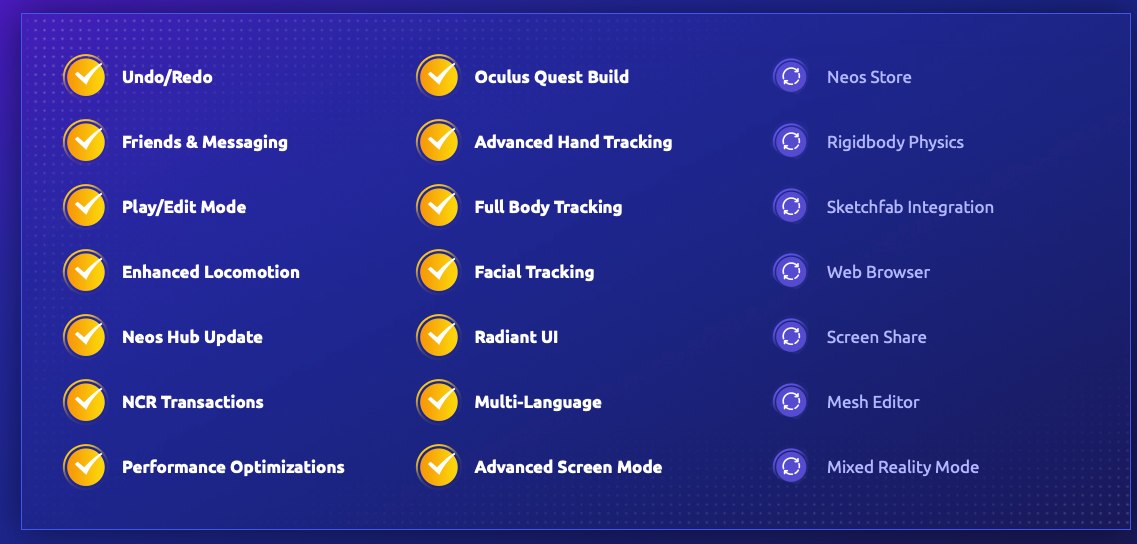 Undo/Redo
Friends & Messaging
Play/Edit Mode
Enhanced Locomotion
Neos Hub Update
NCR Transactions
Performance Optimizations
Oculus Quest Build
Advanced Hand Tracking
Full Body Tracking
Facial Tracking
Radiant UI
Multi-Language
Advanced Screen Mode
Neos Store
Rigidbody Physics
Sketchfab Integration
Web Browser
Screen Share
Mesh Editor
Mixed Reality Mode